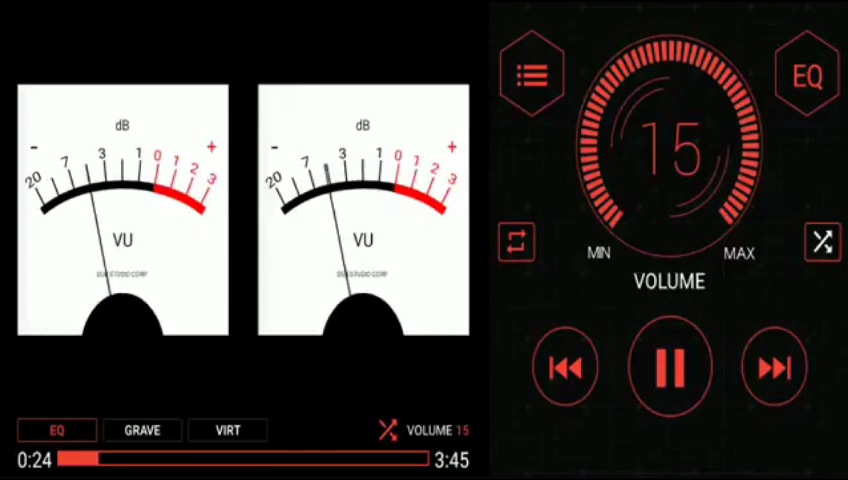 dB
- +
20 7 3 1 0 1 2 3
VU
dB
- +
20 7 3 1 0 1 2 3
VU
EQ GRAVE VIRT
VOLUME 15
0:24 3:45
EQ
15
MIN MAX
VOLUME